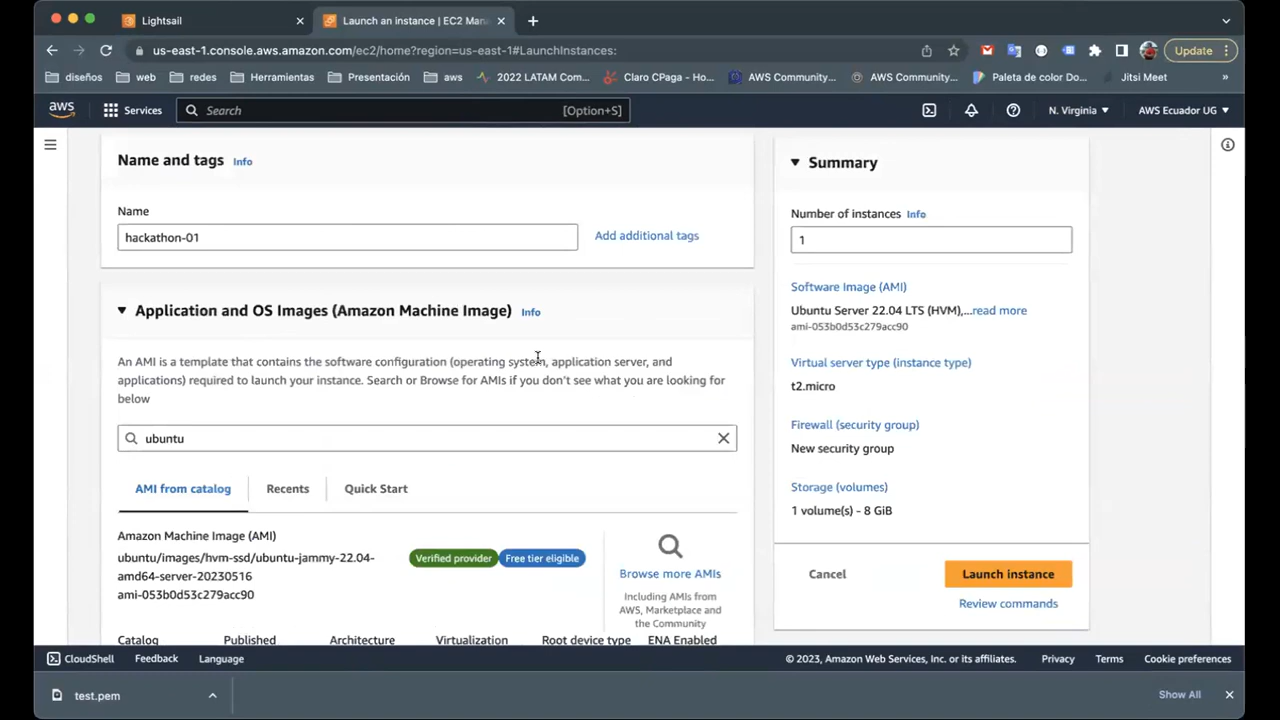 Lightsail
Launch an instance | EC2 Man
us-east-1.console.aws.amazon.com/ec2/home?region=us-east-1#LaunchInstances:
Update
diseños
web
redes
Herramientas
Presentación
aws
2022 LATAM Com...
Claro CPaga - Ho...
AWS Community...
AWS Community...
Paleta de color Do...
Jitsi Meet
»
aws
Services
Search
[Option+S]
N. Virginia
AWS Ecuador UG
Name and tags Info
Name
hackathon-01
Add additional tags
Application and OS Images (Amazon Machine Image) Info
An AMI is a template that contains the software configuration (operating system, application server, and
applications) required to launch your instance. Search or Browse for AMIs if you don't see what you are looking for
below
ubuntu
AMI from catalog
Recents
Quick Start
Amazon Machine Image (AMI)
ubuntu/images/hvm-ssd/ubuntu-jammy-22.04-
amd64-server-20230516
ami-053b0d53c279acc90
Verified provider
Free tier eligible
Browse more AMIs
Including AMIs from
AWS, Marketplace and
the Community
Catalog
Published
Architecture
Virtualization
Root device type
ENA Enabled
Summary
Number of instances Info
1
Software Image (AMI)
Ubuntu Server 22.04 LTS (HVM),...read more
ami-053b0d53c279acc90
Virtual server type (instance type)
t2.micro
Firewall (security group)
New security group
Storage (volumes)
1 volume(s) - 8 GiB
Cancel
Launch instance
Review commands
CloudShell
Feedback
Language
© 2023, Amazon Web Services, Inc. or its affiliates.
Privacy
Terms
Cookie preferences
test.pem
Show All